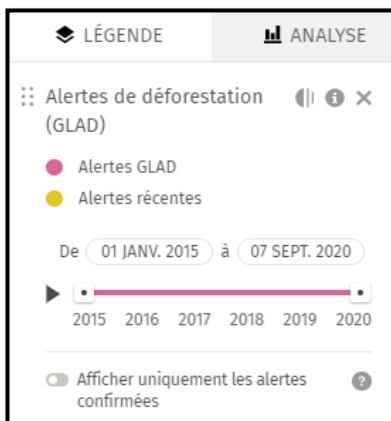 LÉGENDE ANALYSE
Alertes de déforestation
(GLAD)
Alertes GLAD
Alertes récentes
De 01 JANV. 2015 à 07 SEPT. 2020
2015 2016 2017 2018 2019 2020
Afficher uniquement les alertes
confirmées